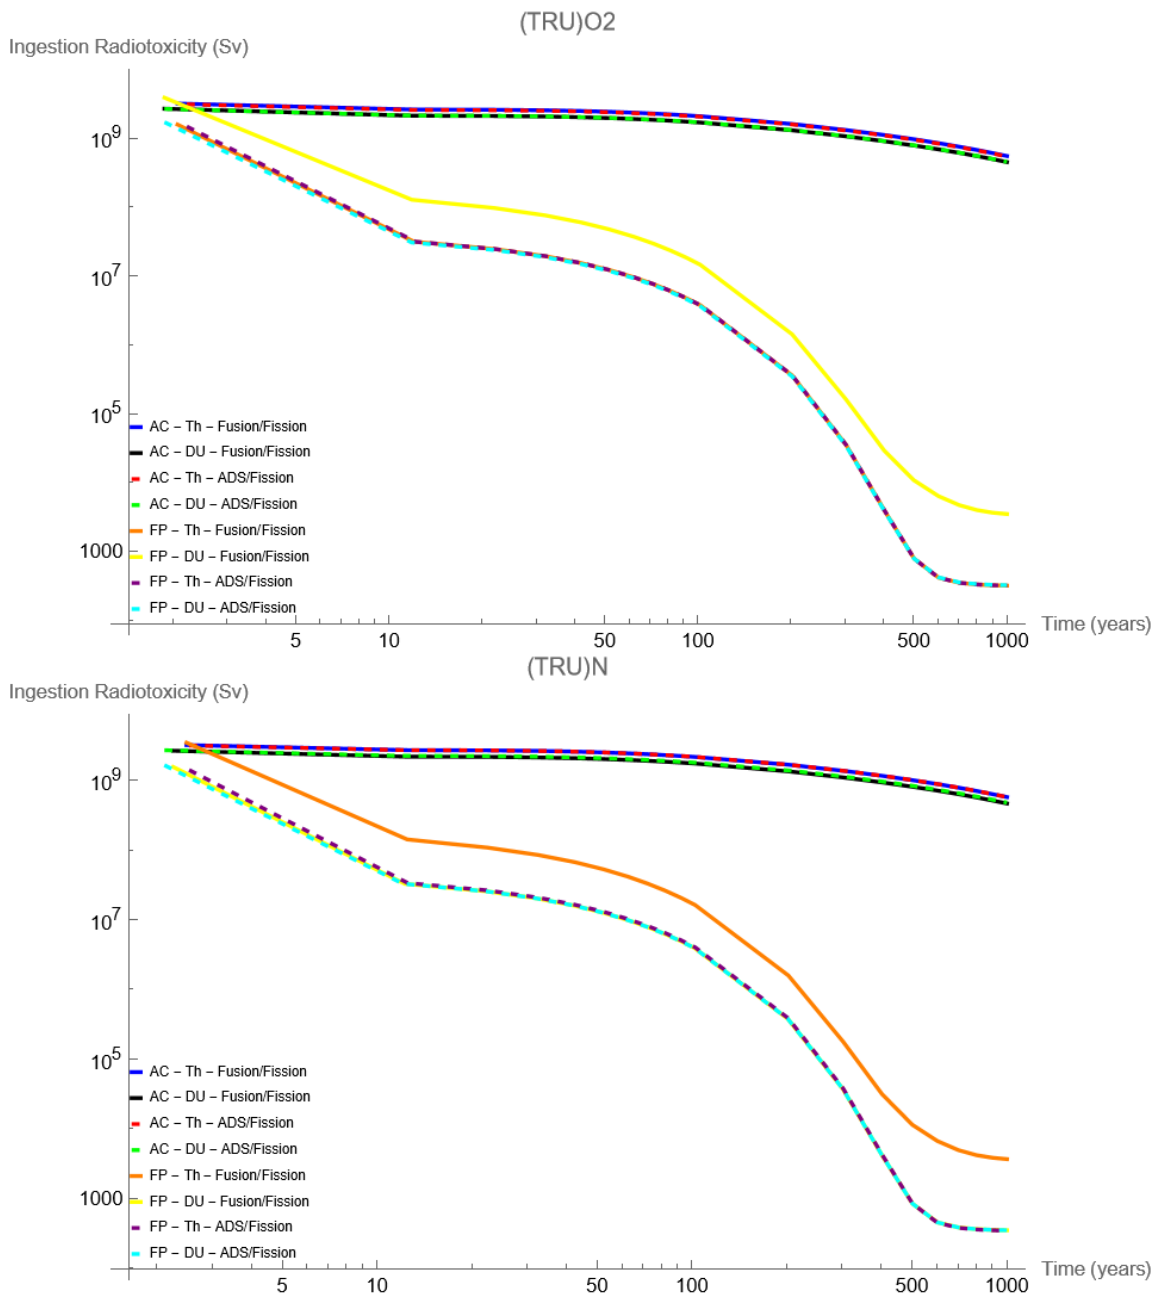 (TRU)O2
Ingestion Radiotoxicity (Sv)
10^9
10^7
10^5
1000
AC – Th – Fusion/Fission
AC – DU – Fusion/Fission
AC – Th – ADS/Fission
AC – DU – ADS/Fission
FP – Th – Fusion/Fission
FP – DU – Fusion/Fission
FP – Th – ADS/Fission
FP – DU – ADS/Fission
5 10 50 100 500 1000
Time (years)
(TRU)N
Ingestion Radiotoxicity (Sv)
10^9
10^7
10^5
1000
AC – Th – Fusion/Fission
AC – DU – Fusion/Fission
AC – Th – ADS/Fission
AC – DU – ADS/Fission
FP – Th – Fusion/Fission
FP – DU – Fusion/Fission
FP – Th – ADS/Fission
FP – DU – ADS/Fission
5 10 50 100 500 1000
Time (years)